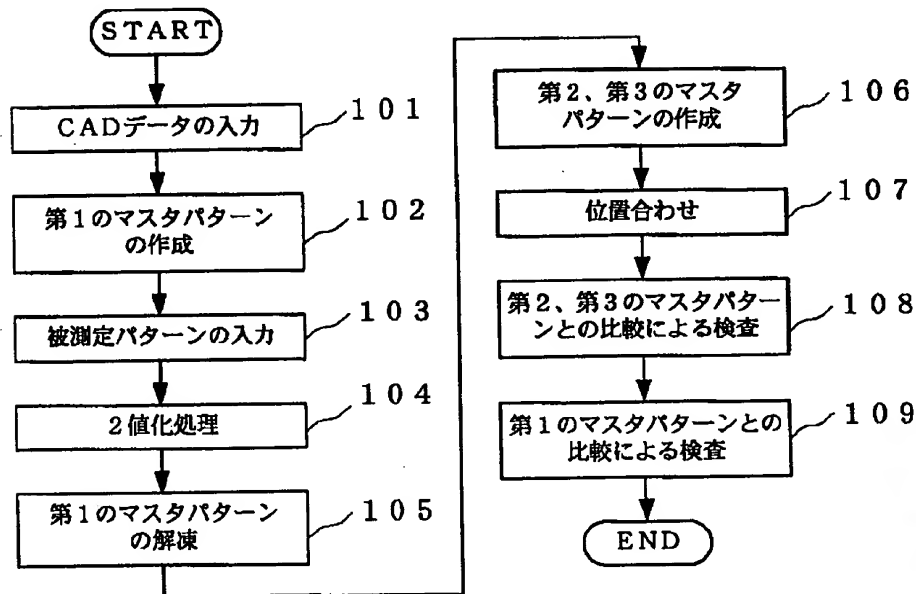 START
CADデータの入力
101
第1のマスタパターン
の作成
102
被測定パターンの入力
103
2値化処理
104
第1のマスタパターン
の解凍
105
第2、第3のマスタ
パターンの作成
106
位置合わせ
107
第2、第3のマスタパター
ンとの比較による検査
108
第1のマスタパターンとの
比較による検査
109
END